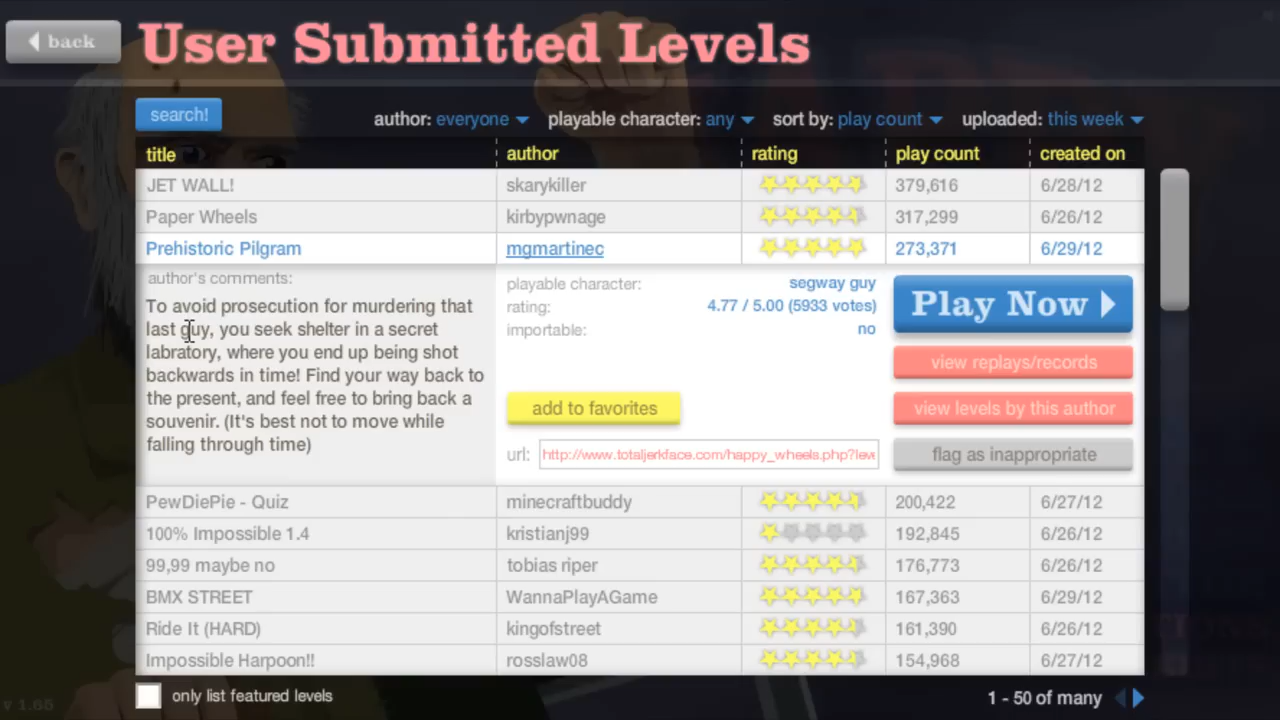 back
User Submitted Levels
search!
author: everyone playable character: any sort by: play count uploaded: this week
title author rating play count created on
JET WALL! skarykiller 379,616 6/28/12
Paper Wheels kirbypwnage 317,299 6/26/12
Prehistoric Pilgram mgmartinec 273,371 6/29/12
author's comments:
To avoid prosecution for murdering that
last guy, you seek shelter in a secret
labratory, where you end up being shot
backwards in time! Find your way back to
the present, and feel free to bring back a
souvenir. (It's best not to move while
falling through time)
playable character: segway guy
rating: 4.77 / 5.00 (5933 votes)
importable: no
add to favorites
url: http://www.totaljerkface.com/happy_wheels.php?leve
Play Now
view replays/records
view levels by this author
flag as inappropriate
PewDiePie - Quiz minecraftbuddy 200,422 6/27/12
100% Impossible 1.4 kristianj99 192,845 6/26/12
99,99 maybe no tobias riper 176,773 6/26/12
BMX STREET WannaPlayAGame 167,363 6/29/12
Ride It (HARD) kingofstreet 161,390 6/26/12
Impossible Harpoon!! rosslaw08 154,968 6/27/12
only list featured levels
1 - 50 of many
v 1.65